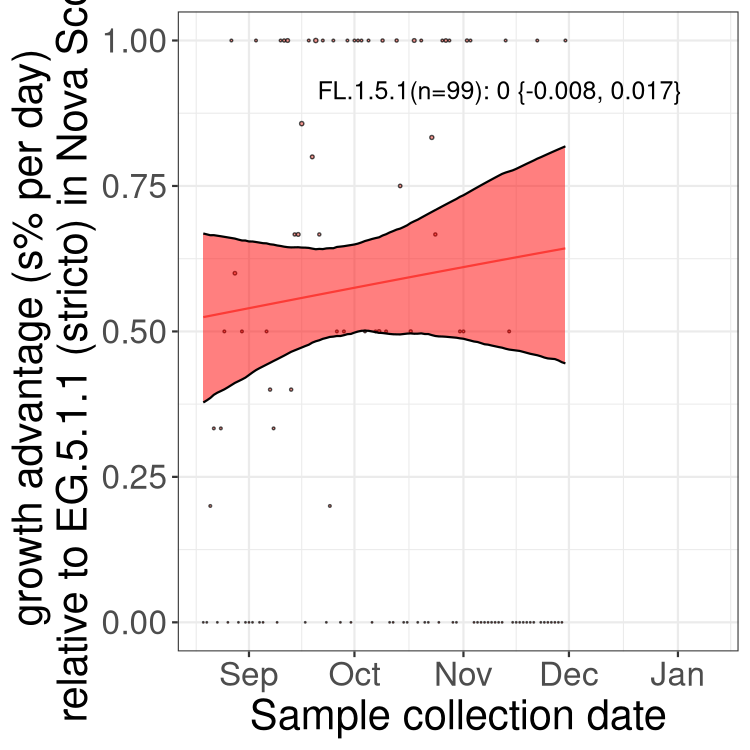 growth advantage (s% per day)
relative to EG.5.1.1 (stricto) in Nova Sco
1.00
FL.1.5.1(n=99): 0 {-0.008, 0.017}
0.75
0.50
0.25
0.00
Sep Oct Nov Dec Jan
Sample collection date